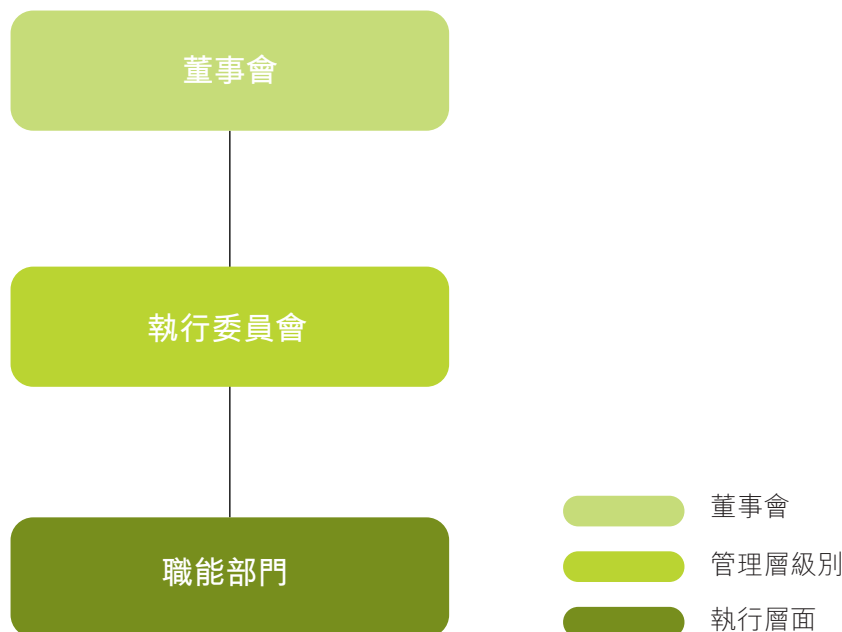 董事會
執行委員會
職能部門
董事會
管理層級別
執行層面